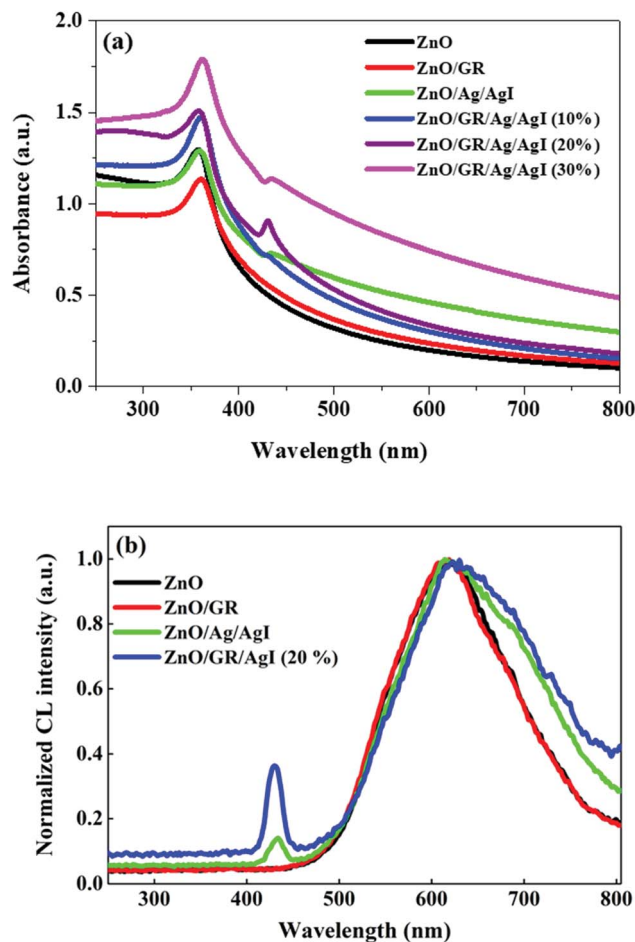 (a)
ZnO
ZnO/GR
ZnO/Ag/AgI
ZnO/GR/Ag/AgI (10%)
ZnO/GR/Ag/AgI (20%)
ZnO/GR/Ag/AgI (30%)
Absorbance (a.u.)
2.0
1.5
1.0
0.5
0.0
300 400 500 600 700 800
Wavelength (nm)
(b)
ZnO
ZnO/GR
ZnO/Ag/AgI
ZnO/GR/AgI (20 %)
Normalized CL intensity (a.u.)
1.0
0.8
0.6
0.4
0.2
0.0
300 400 500 600 700 800
Wavelength (nm)